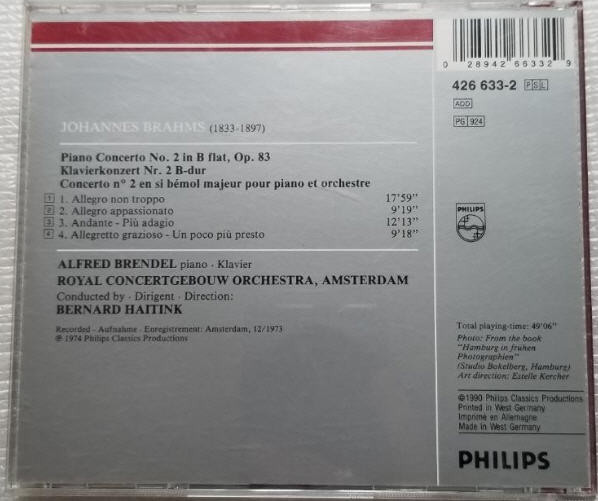 0 28942 66332 9
426 633-2 PSL
ADD
PG 924
JOHANNES BRAHMS (1833-1897)
Piano Concerto No. 2 in B flat, Op. 83
Klavierkonzert Nr. 2 B-dur
Concerto n° 2 en si bémol majeur pour piano et orchestre
1 1. Allegro non troppo 17'59"
2 2. Allegro appassionato 9'19"
3 3. Andante - Più adagio 12'13"
4 4. Allegretto grazioso - Un poco più presto 9'18"
ALFRED BRENDEL piano · Klavier
ROYAL CONCERTGEBOUW ORCHESTRA, AMSTERDAM
Conducted by · Dirigent · Direction:
BERNARD HAITINK
Recorded - Aufnahme · Enregistrement: Amsterdam, 12/1973
℗ 1974 Philips Classics Productions
PHILIPS
Total playing-time: 49'06"
Photo: From the book
"Hamburg in frühen
Photographien"
(Studio Bokelberg, Hamburg)
Art direction: Estelle Kercher
©1990 Philips Classics Productions
Printed in West Germany
Imprimé en Allemagne
Made in West Germany
PHILIPS